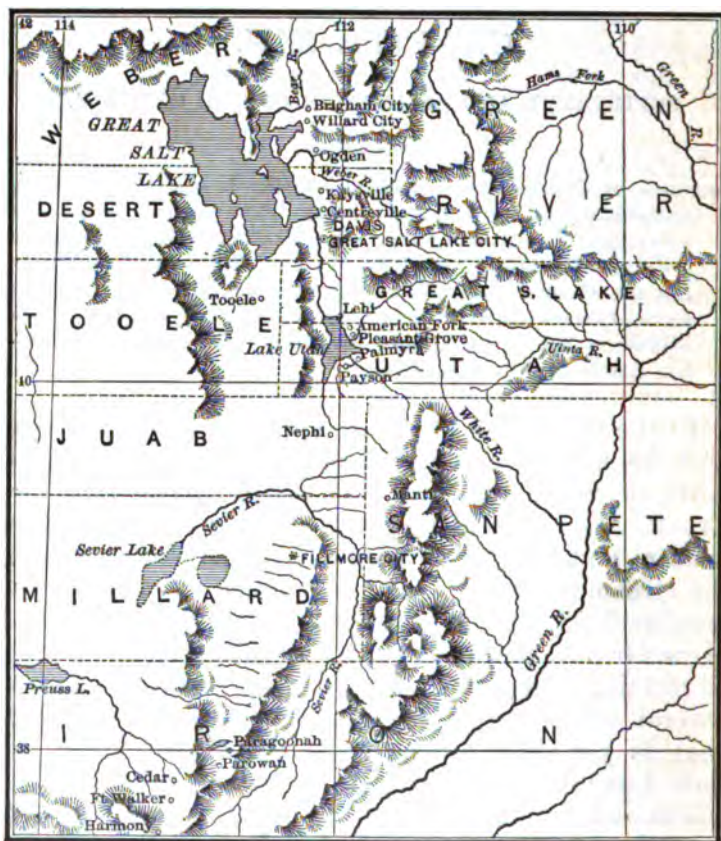 42 114 112 110
WEBER
Bear R.
Hams Fork
Green R.
Brigham City
Willard City
GREEN
GREAT
SALT
LAKE
Ogden
Weber R.
Kaysville
RIVER
DESERT
Centreville
DAVIS
GREAT SALT LAKE CITY
Tooele
GREAT S. LAKE
Lehi
TOOELE
American Fork
Pleasant Grove
Lake Utah
Palmyra
UTAH
Uinta R.
Payson
40
JUAB
Nephi
White R.
Manti
Sevier R.
SAN PETE
Sevier Lake
FILLMORE CITY
MILLARD
Green R.
Sevier R.
Preuss L.
IRON
Paragoonah
38
Parowan
Cedar
Ft Walker
Harmony